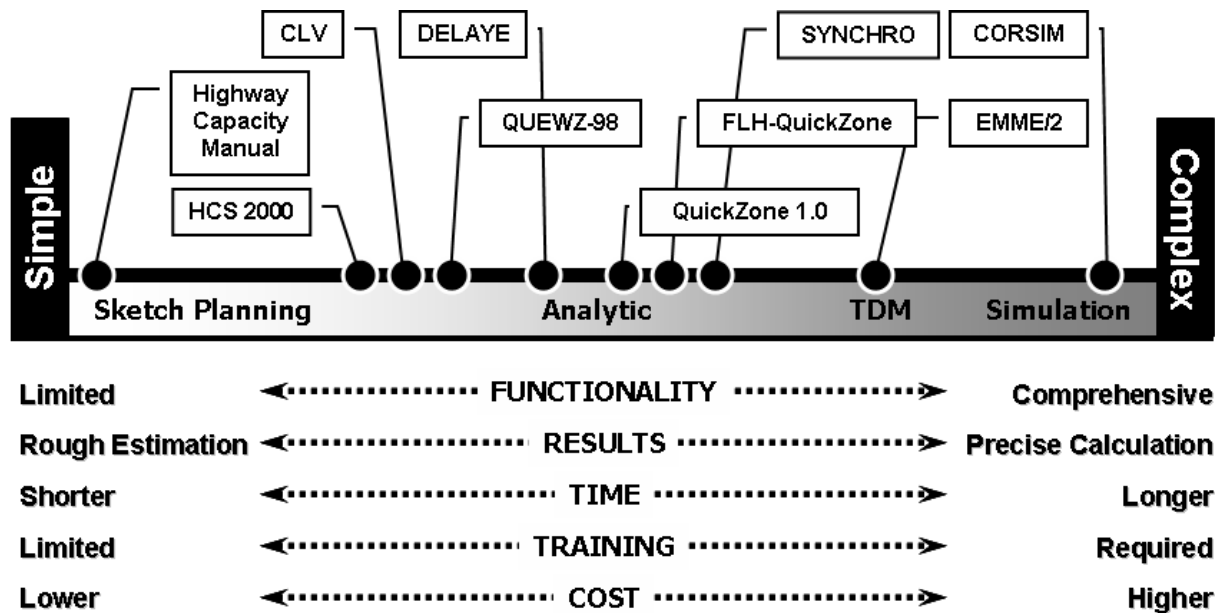 CLV
DELAYE
SYNCHRO
CORSIM
Highway
Capacity
Manual
QUEWZ-98
FLH-QuickZone
EMME/2
HCS 2000
QuickZone 1.0
Simple
Complex
Sketch Planning
Analytic
TDM
Simulation
Limited
FUNCTIONALITY
Comprehensive
Rough Estimation
RESULTS
Precise Calculation
Shorter
TIME
Longer
Limited
TRAINING
Required
Lower
COST
Higher